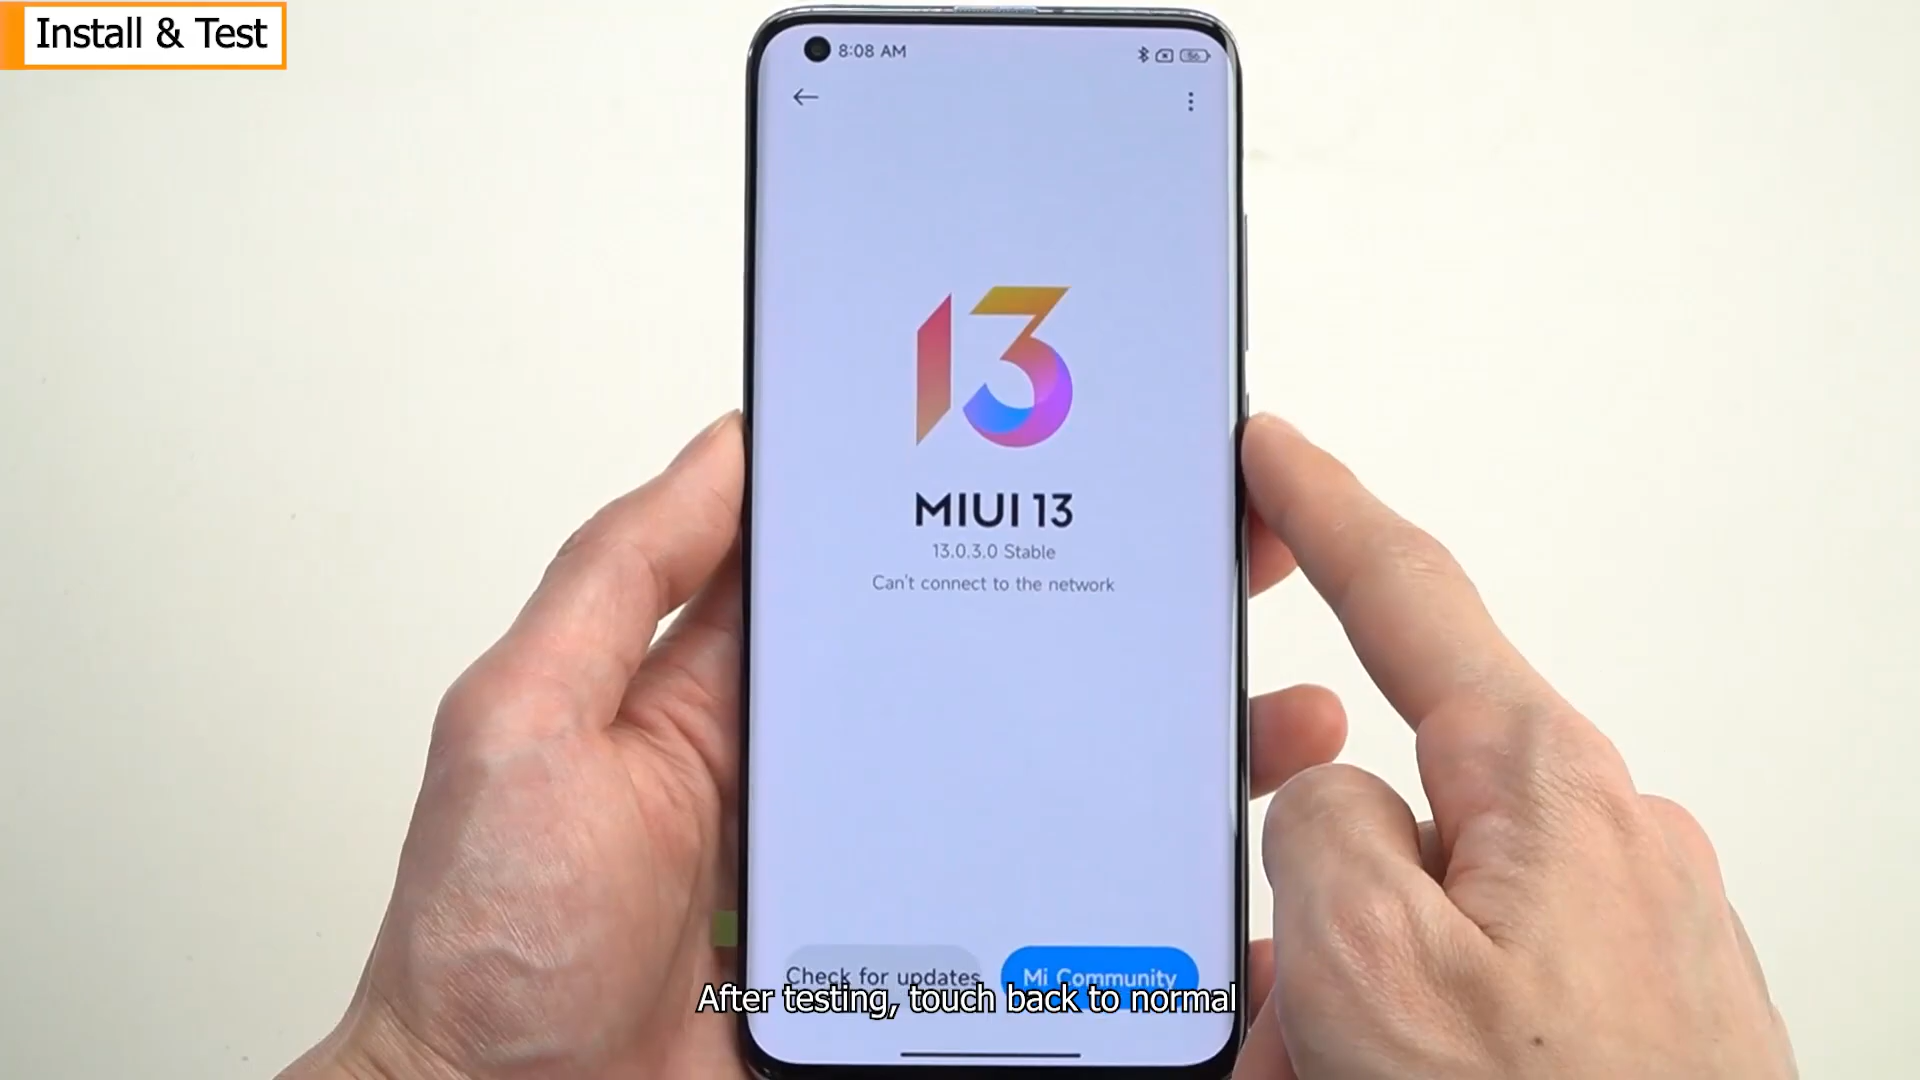 Install & Test
8:08 AM
56
13
MIUI 13
13.0.3.0 Stable
Can't connect to the network
Check for updates
Mi Community
After testing, touch back to normal